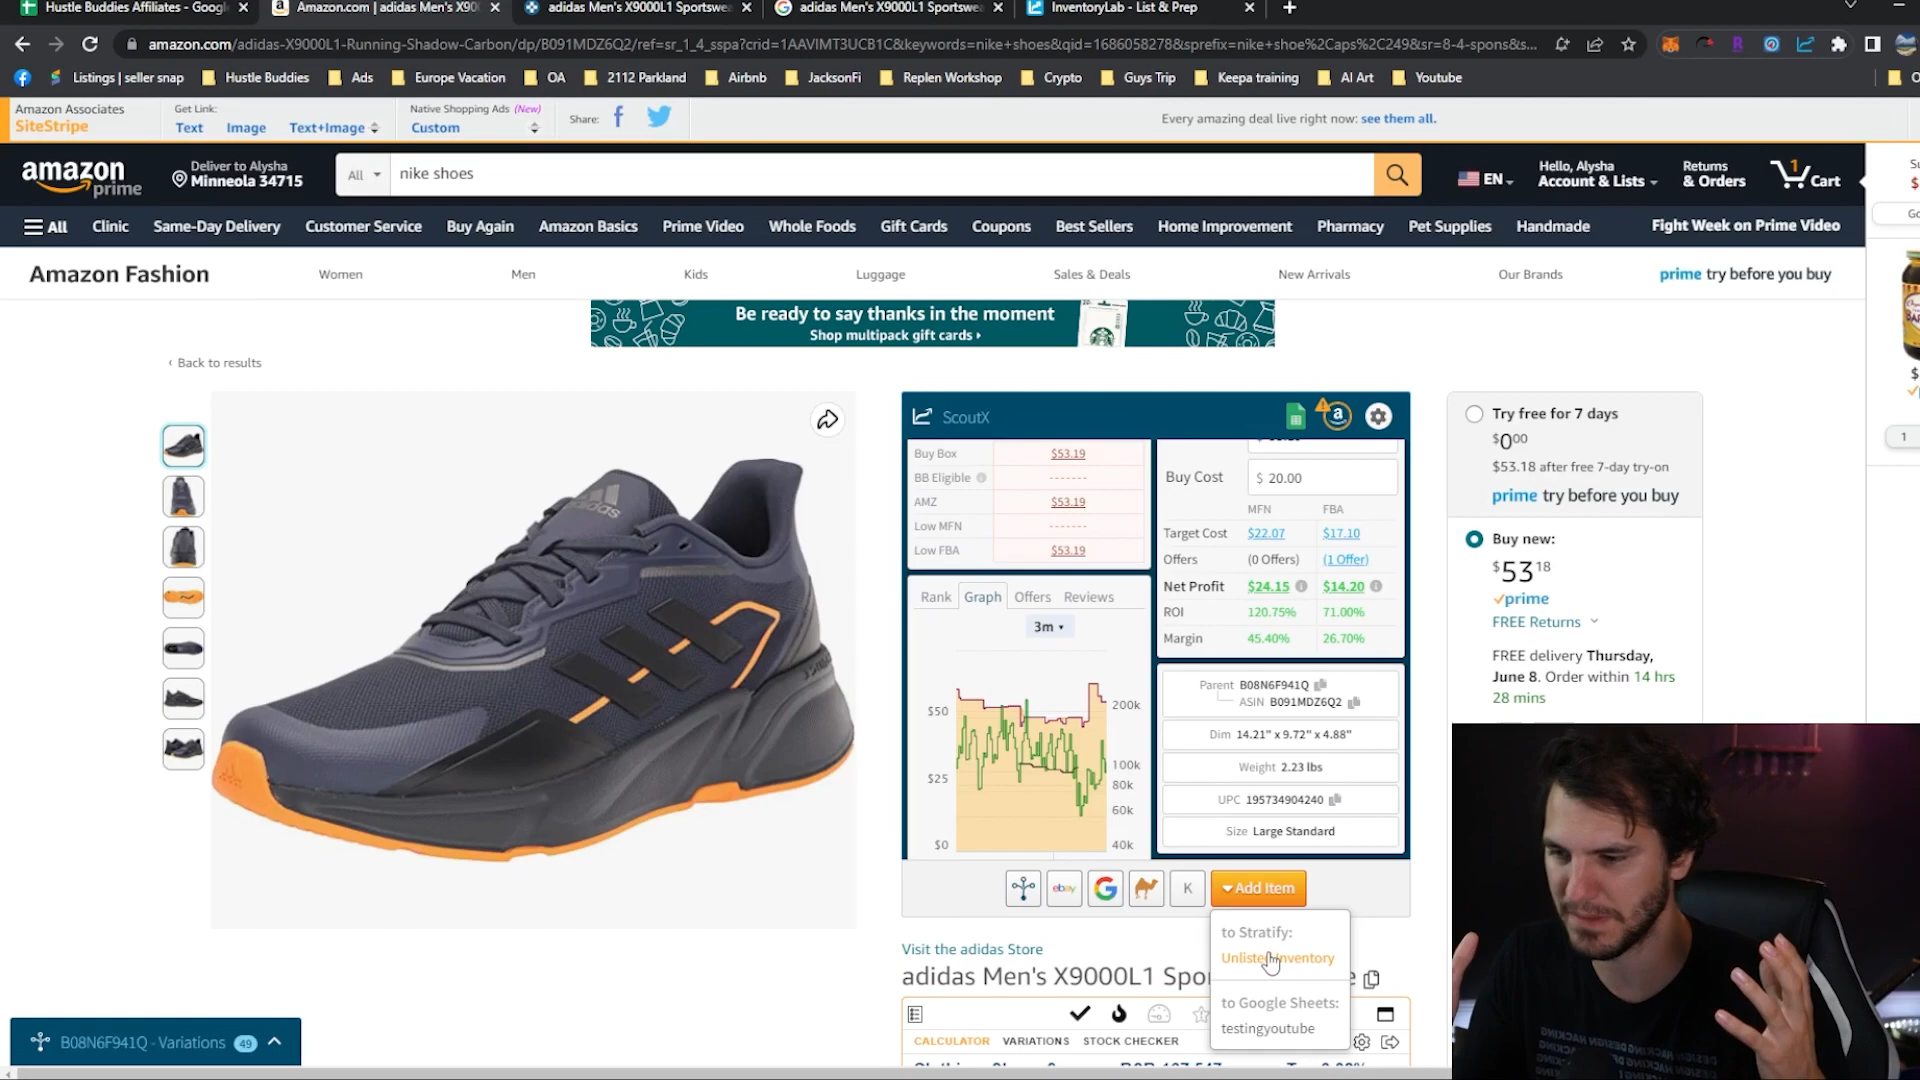 Hustle Buddies Affiliates - Googl
Amazon.com | adidas Men's X900
adidas Men's X9000L1 Sportswe
adidas Men's X9000L1 Sportswe
InventoryLab - List & Prep
amazon.com/adidas-X9000L1-Running-Shadow-Carbon/dp/B091MDZ6Q2/ref=sr_1_4_sspa?crid=1AAVIMT3UCB1C&keywords=nike+shoes&qid=1686058278&sprefix=nike+shoe%2Caps%2C249&sr=8-4-spons&s...
Listings | seller snap
Hustle Buddies
Ads
Europe Vacation
OA
2112 Parkland
Airbnb
JacksonFi
Replen Workshop
Crypto
Guys Trip
Keepa training
AI Art
Youtube
Amazon Associates
SiteStripe
Get Link:
Text
Image
Text+Image
Native Shopping Ads (New)
Custom
Share:
Every amazing deal live right now: see them all.
amazon
prime
Deliver to Alysha
Minneola 34715
All
nike shoes
EN
Hello, Alysha
Account & Lists
Returns
& Orders
1
Cart
All
Clinic
Same-Day Delivery
Customer Service
Buy Again
Amazon Basics
Prime Video
Whole Foods
Gift Cards
Coupons
Best Sellers
Home Improvement
Pharmacy
Pet Supplies
Handmade
Fight Week on Prime Video
Amazon Fashion
Women
Men
Kids
Luggage
Sales & Deals
New Arrivals
Our Brands
prime try before you buy
Be ready to say thanks in the moment
Shop multipack gift cards
‹ Back to results
adidas
ScoutX
Buy Box
$53.19
BB Eligible
-------
AMZ
$53.19
Low MFN
-------
Low FBA
$53.19
Buy Cost
$ 20.00
MFN
FBA
Target Cost
$22.07
$17.10
Offers
(0 Offers)
(1 Offer)
Net Profit
$24.15
$14.20
ROI
120.75%
71.00%
Margin
45.40%
26.70%
Rank
Graph
Offers
Reviews
3m
$50
$25
$0
200k
100k
80k
60k
40k
Parent B08N6F941Q
ASIN B091MDZ6Q2
Dim 14.21" x 9.72" x 4.88"
Weight 2.23 lbs
UPC 195734904240
Size Large Standard
ebay
G
K
Add Item
to Stratify:
Unlisted Inventory
to Google Sheets:
testingyoutube
Visit the adidas Store
adidas Men's X9000L1 Spo
CALCULATOR
VARIATIONS
STOCK CHECKER
B08N6F941Q - Variations 49
Try free for 7 days
$0 00
$53.18 after free 7-day try-on
prime try before you buy
Buy new:
$53 18
prime
FREE Returns
FREE delivery Thursday,
June 8. Order within 14 hrs
28 mins
1